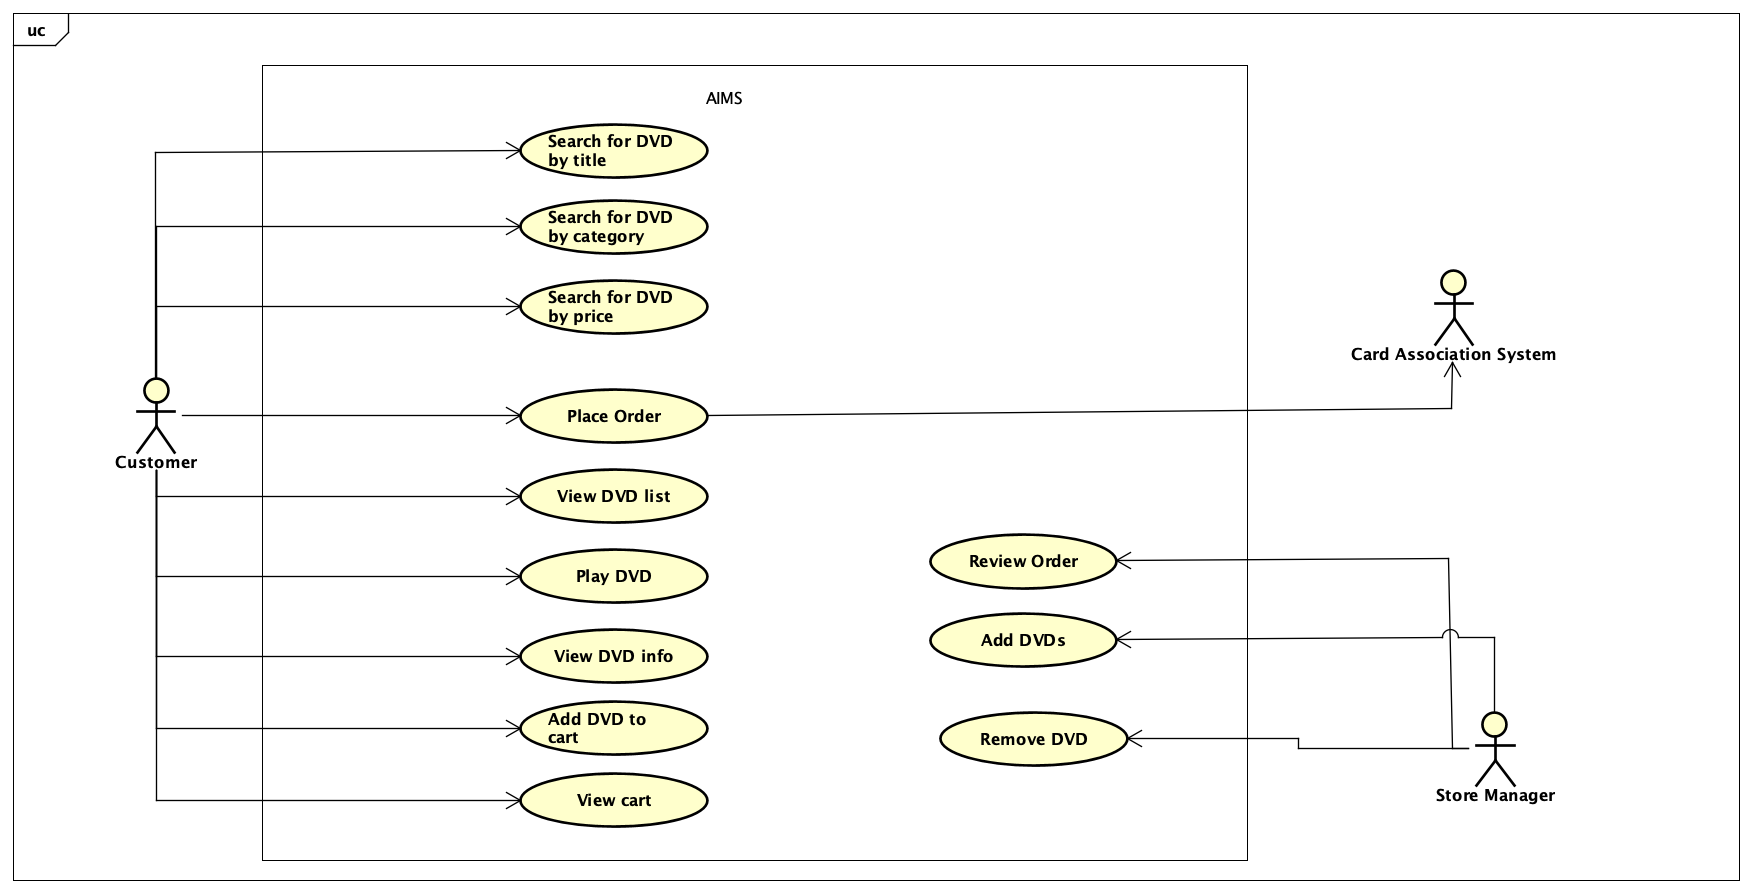 uc
AIMS
Search for DVD
by title
Search for DVD
by category
Search for DVD
by price
Card Association System
Place Order
Customer
View DVD list
Review Order
Play DVD
Add DVDs
View DVD info
Add DVD to
cart
Remove DVD
Store Manager
View cart